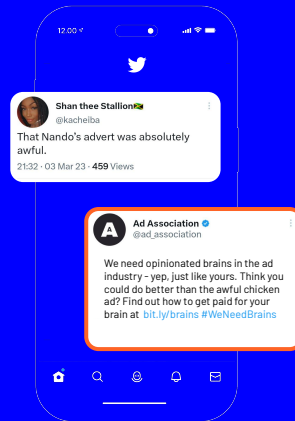 12.00
Shan thee Stallion🇯🇲
@kacheiba
That Nando's advert was absolutely
awful.
21:32 · 03 Mar 23 · 459 Views
Ad Association
@ad_association
We need opinionated brains in the ad
industry - yep, just like yours. Think you
could do better than the awful chicken
ad? Find out how to get paid for your
brain at bit.ly/brains #WeNeedBrains